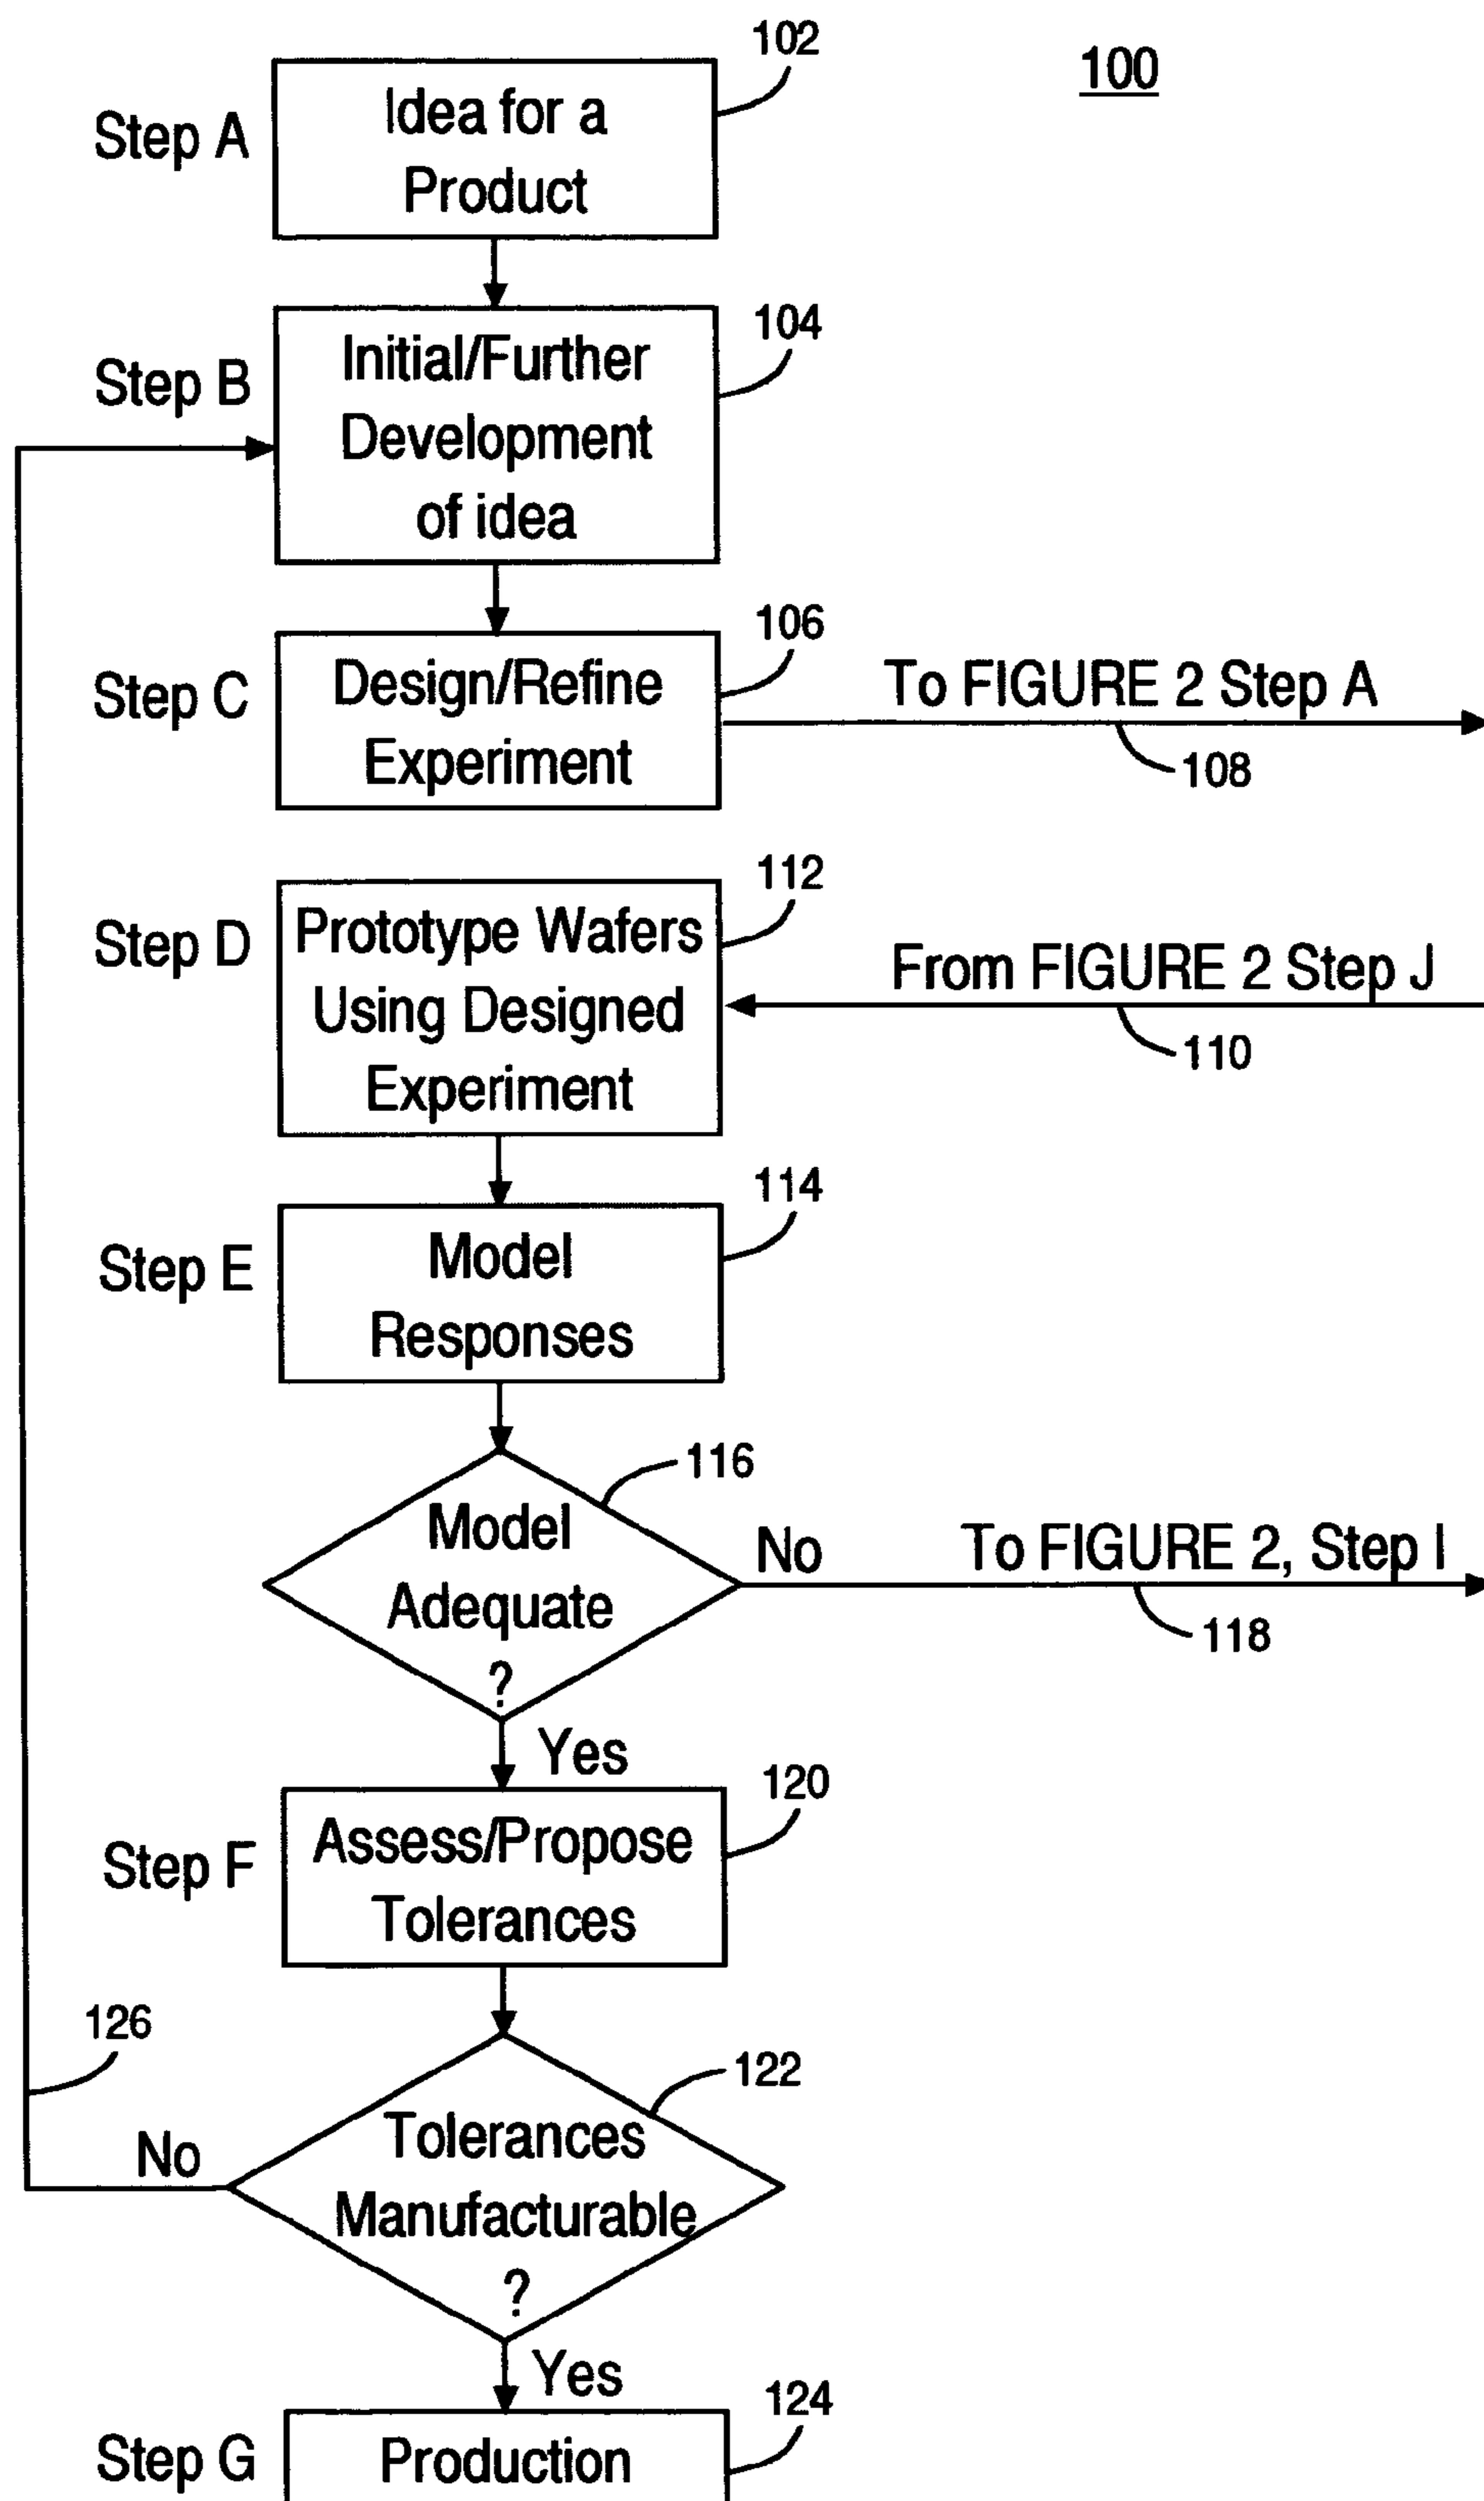 102
100
Step A
Idea for a
Product
104
Step B
Initial/Further
Development
of idea
106
Step C
Design/Refine
Experiment
To FIGURE 2 Step A
108
112
Step D
Prototype Wafers
Using Designed
Experiment
From FIGURE 2 Step J
110
114
Step E
Model
Responses
116
Model
Adequate
?
No
To FIGURE 2, Step I
118
Yes
120
Step F
Assess/Propose
Tolerances
126
122
No
Tolerances
Manufacturable
?
Yes
124
Step G
Production